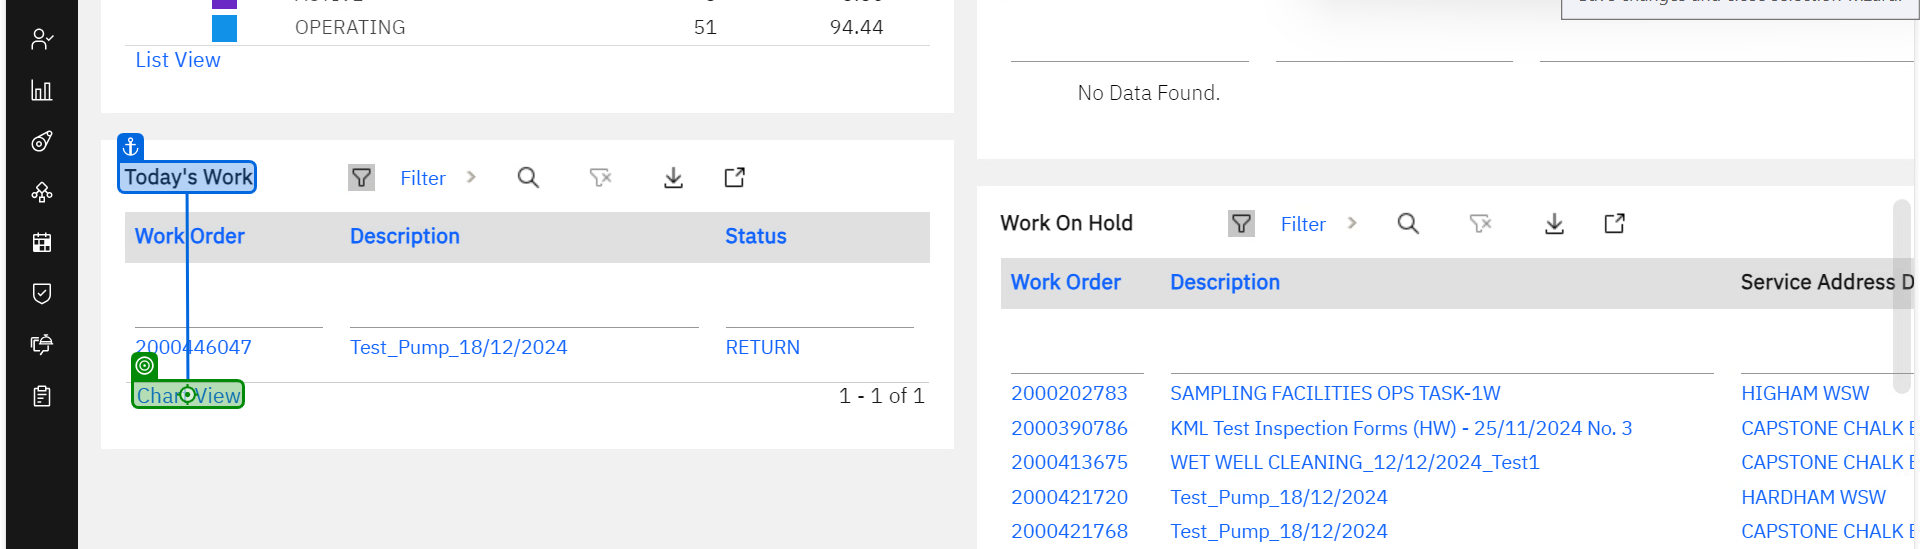 OPERATING 51 94.44
List View
No Data Found.
Today's Work Filter
Work Order Description Status
2000446047 Test_Pump_18/12/2024 RETURN
Chart View 1 - 1 of 1
Work On Hold Filter
Work Order Description Service Address D
2000202783 SAMPLING FACILITIES OPS TASK-1W HIGHAM WSW
2000390786 KML Test Inspection Forms (HW) - 25/11/2024 No. 3 CAPSTONE CHALK
2000413675 WET WELL CLEANING_12/12/2024_Test1 CAPSTONE CHALK
2000421720 Test_Pump_18/12/2024 HARDHAM WSW
2000421768 Test_Pump_18/12/2024 CAPSTONE CHALK